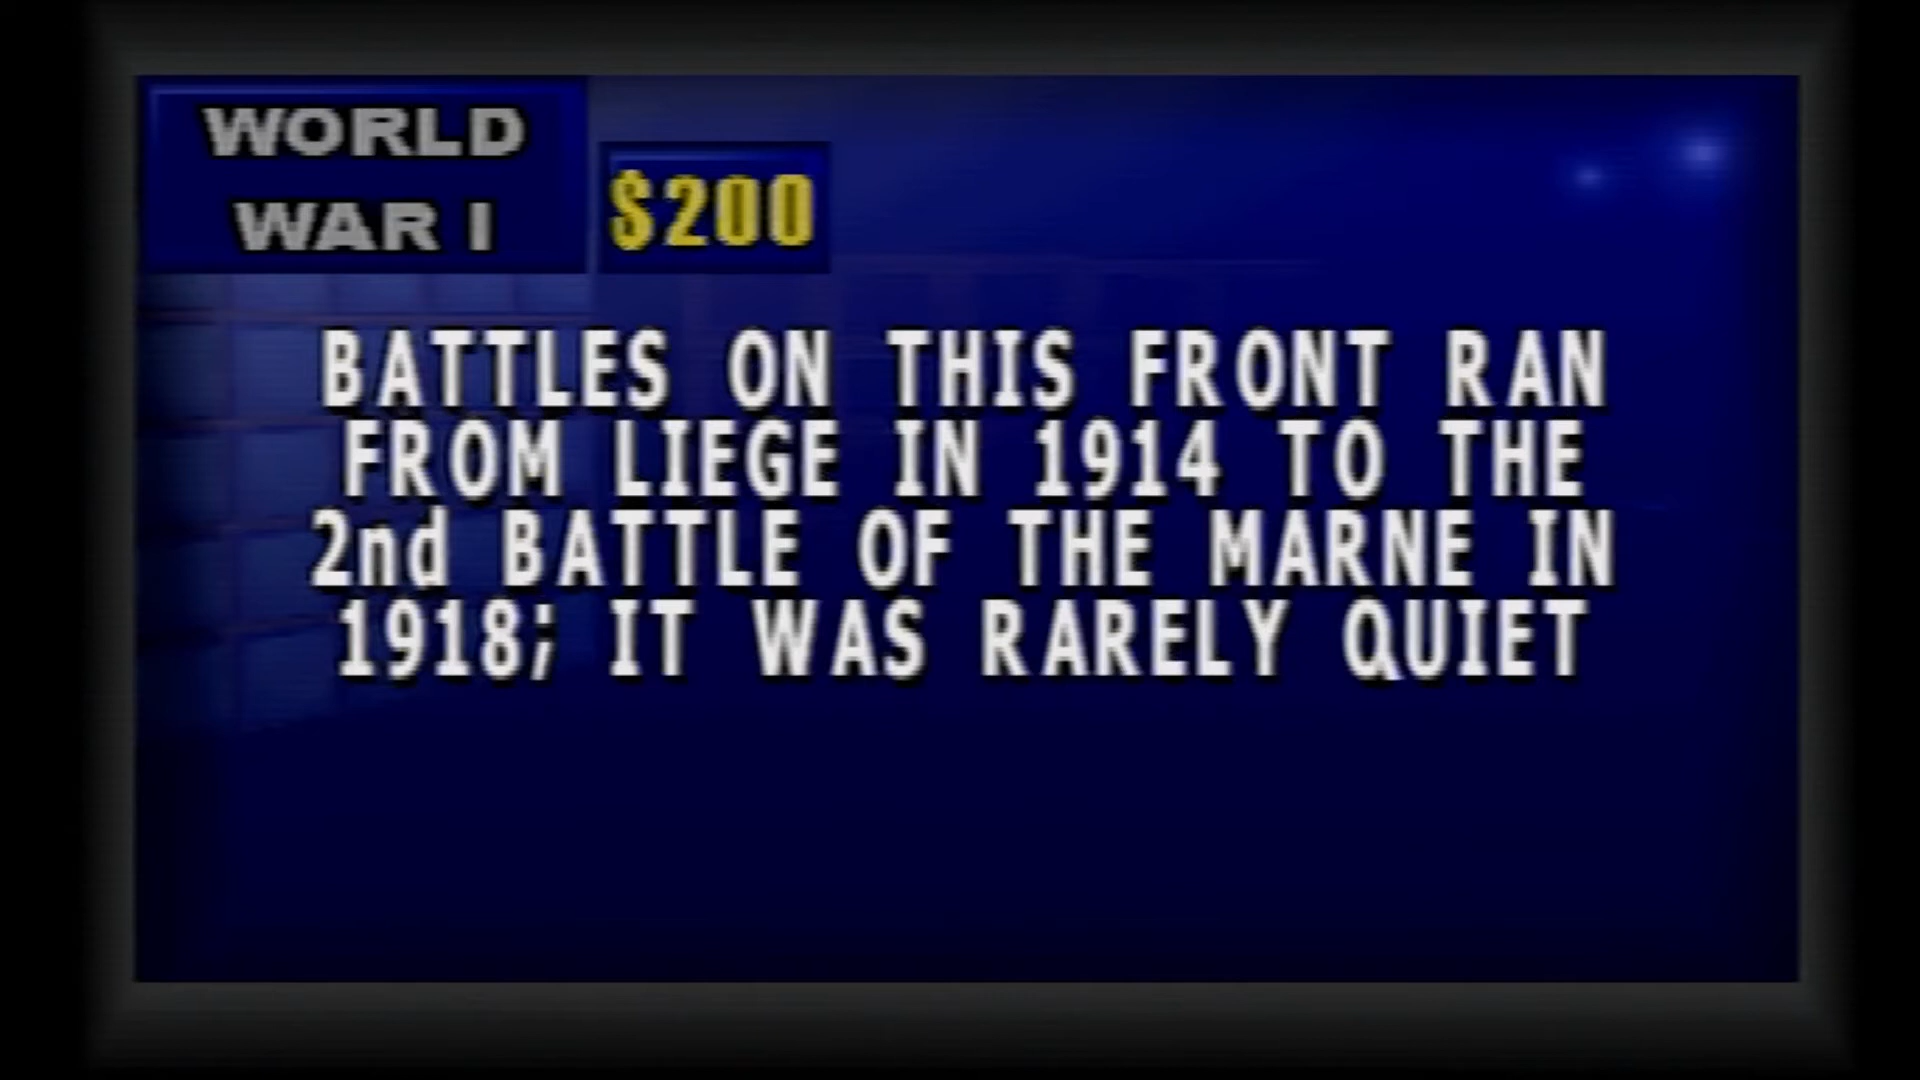 WORLD
WAR I
$200
BATTLES ON THIS FRONT RAN
FROM LIEGE IN 1914 TO THE
2nd BATTLE OF THE MARNE IN
1918; IT WAS RARELY QUIET